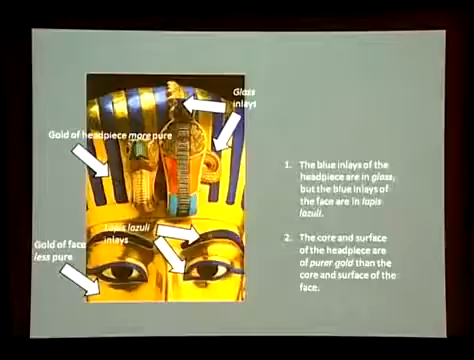 Glass
inlays
Gold of headpiece more pure
Lapis lazuli
inlays
Gold of face
less pure
1. The blue inlays of the
headpiece are in glass,
but the blue inlays of
the face are in lapis
lazuli.
2. The core and surface
of the headpiece are
of purer gold than the
core and surface of the
face.